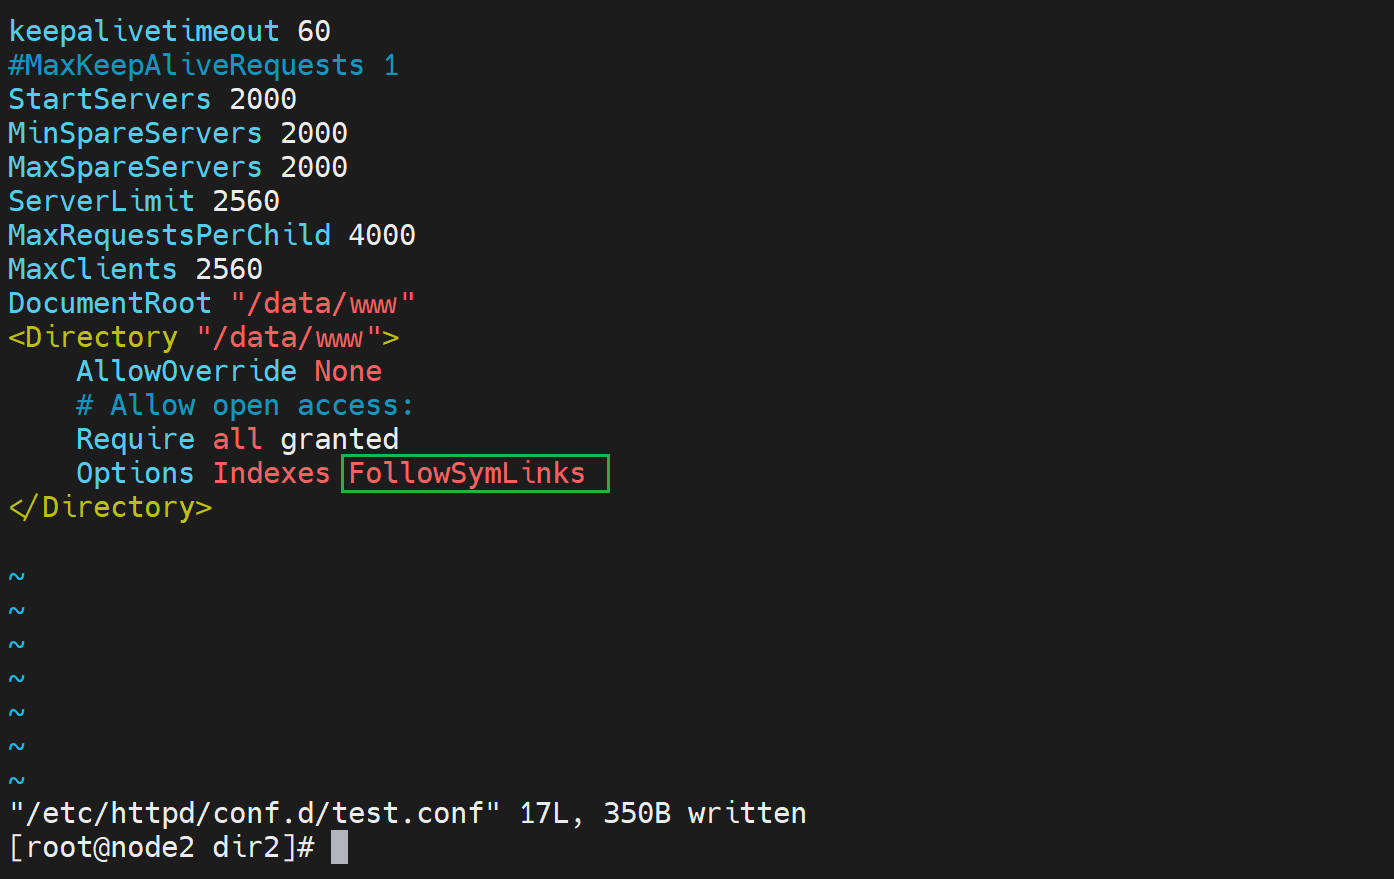 keepalivetimeout 60
#MaxKeepAliveRequests 1
StartServers 2000
MinSpareServers 2000
MaxSpareServers 2000
ServerLimit 2560
MaxRequestsPerChild 4000
MaxClients 2560
DocumentRoot "/data/www"
<Directory "/data/www">
    AllowOverride None
    # Allow open access:
    Require all granted
    Options Indexes FollowSymLinks
</Directory>
~
~
~
~
~
~
~
"/etc/httpd/conf.d/test.conf" 17L, 350B written
[root@node2 dir2]#